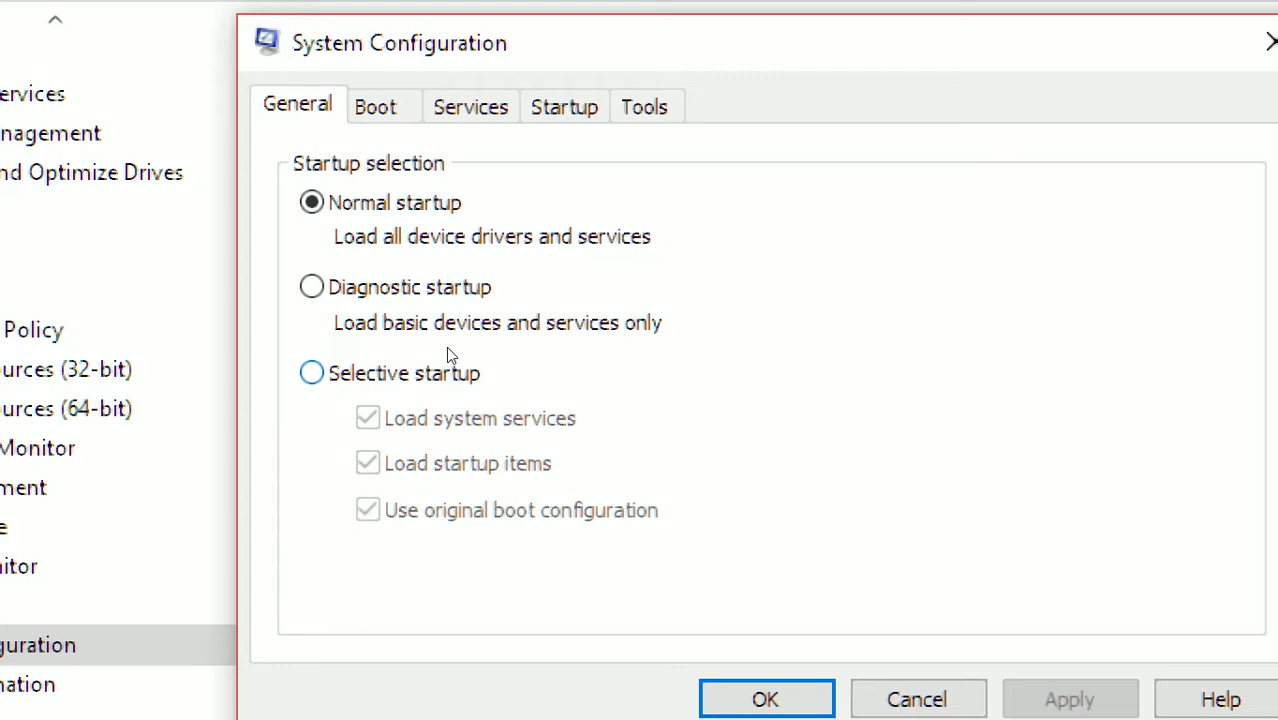 ervices
nagement
nd Optimize Drives
Policy
urces (32-bit)
urces (64-bit)
Monitor
ment
e
itor
guration
nation
System Configuration
General Boot Services Startup Tools
Startup selection
Normal startup
Load all device drivers and services
Diagnostic startup
Load basic devices and services only
Selective startup
Load system services
Load startup items
Use original boot configuration
OK Cancel Apply Help